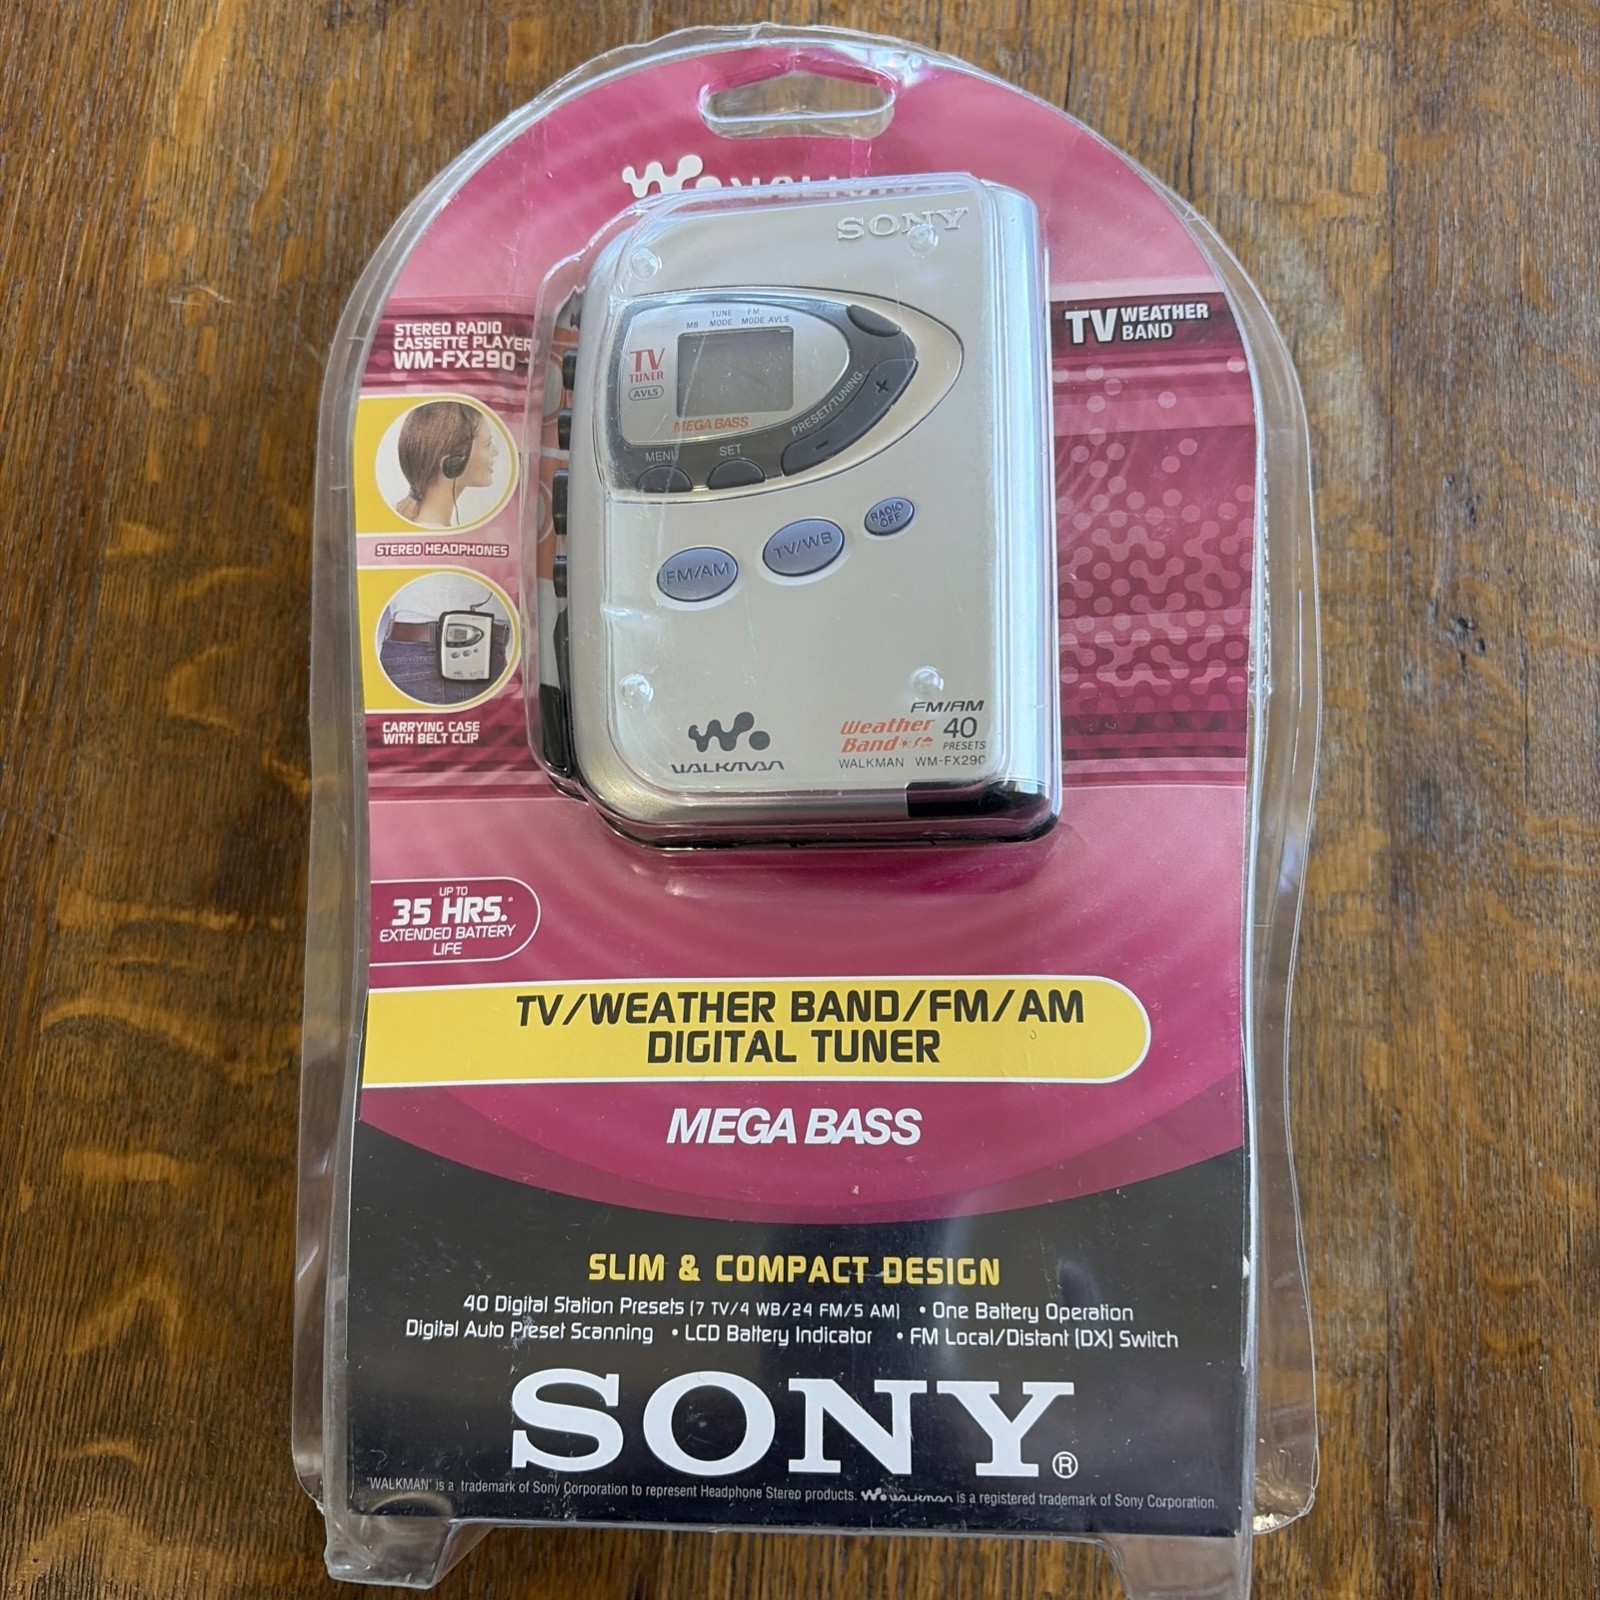 WALKMAN
SONY
STEREO RADIO
CASSETTE PLAYER
WM-FX290
TV WEATHER
BAND
TUNE FM
MB MODE MODE AVLS
TV
TUNER
AVLS
MEGA BASS
PRESET/TUNING
+
-
MENU
SET
RADIO
OFF
TV/WB
FM/AM
STEREO HEADPHONES
CARRYING CASE
WITH BELT CLIP
FM/AM
Weather 40
Band PRESETS
WALKMAN
WALKMAN WM-FX290
UP TO
35 HRS.*
EXTENDED BATTERY
LIFE
TV/WEATHER BAND/FM/AM
DIGITAL TUNER
MEGA BASS
SLIM & COMPACT DESIGN
40 Digital Station Presets (7 TV/4 WB/24 FM/5 AM) • One Battery Operation
Digital Auto Preset Scanning • LCD Battery Indicator • FM Local/Distant (DX) Switch
SONY®
"WALKMAN" is a trademark of Sony Corporation to represent Headphone Stereo products. WALKMAN is a registered trademark of Sony Corporation.